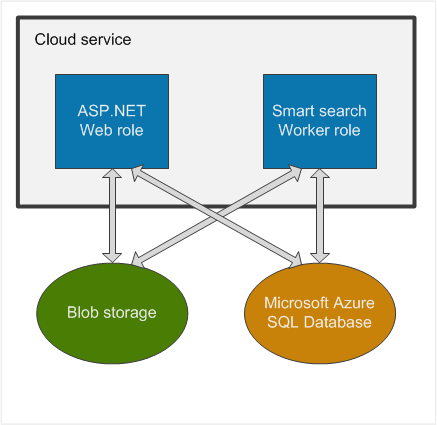 Cloud service
ASP.NET
Web role
Smart search
Worker role
Blob storage
Microsoft Azure
SQL Database